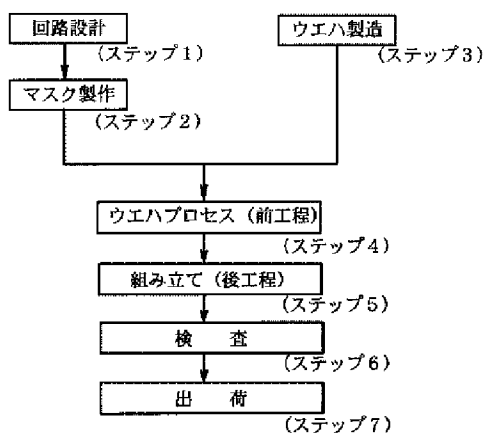 回路設計
(ステップ1)
ウエハ製造
(ステップ3)
マスク製作
(ステップ2)
ウエハプロセス(前工程)
(ステップ4)
組み立て(後工程)
(ステップ5)
検 査
(ステップ6)
出 荷
(ステップ7)